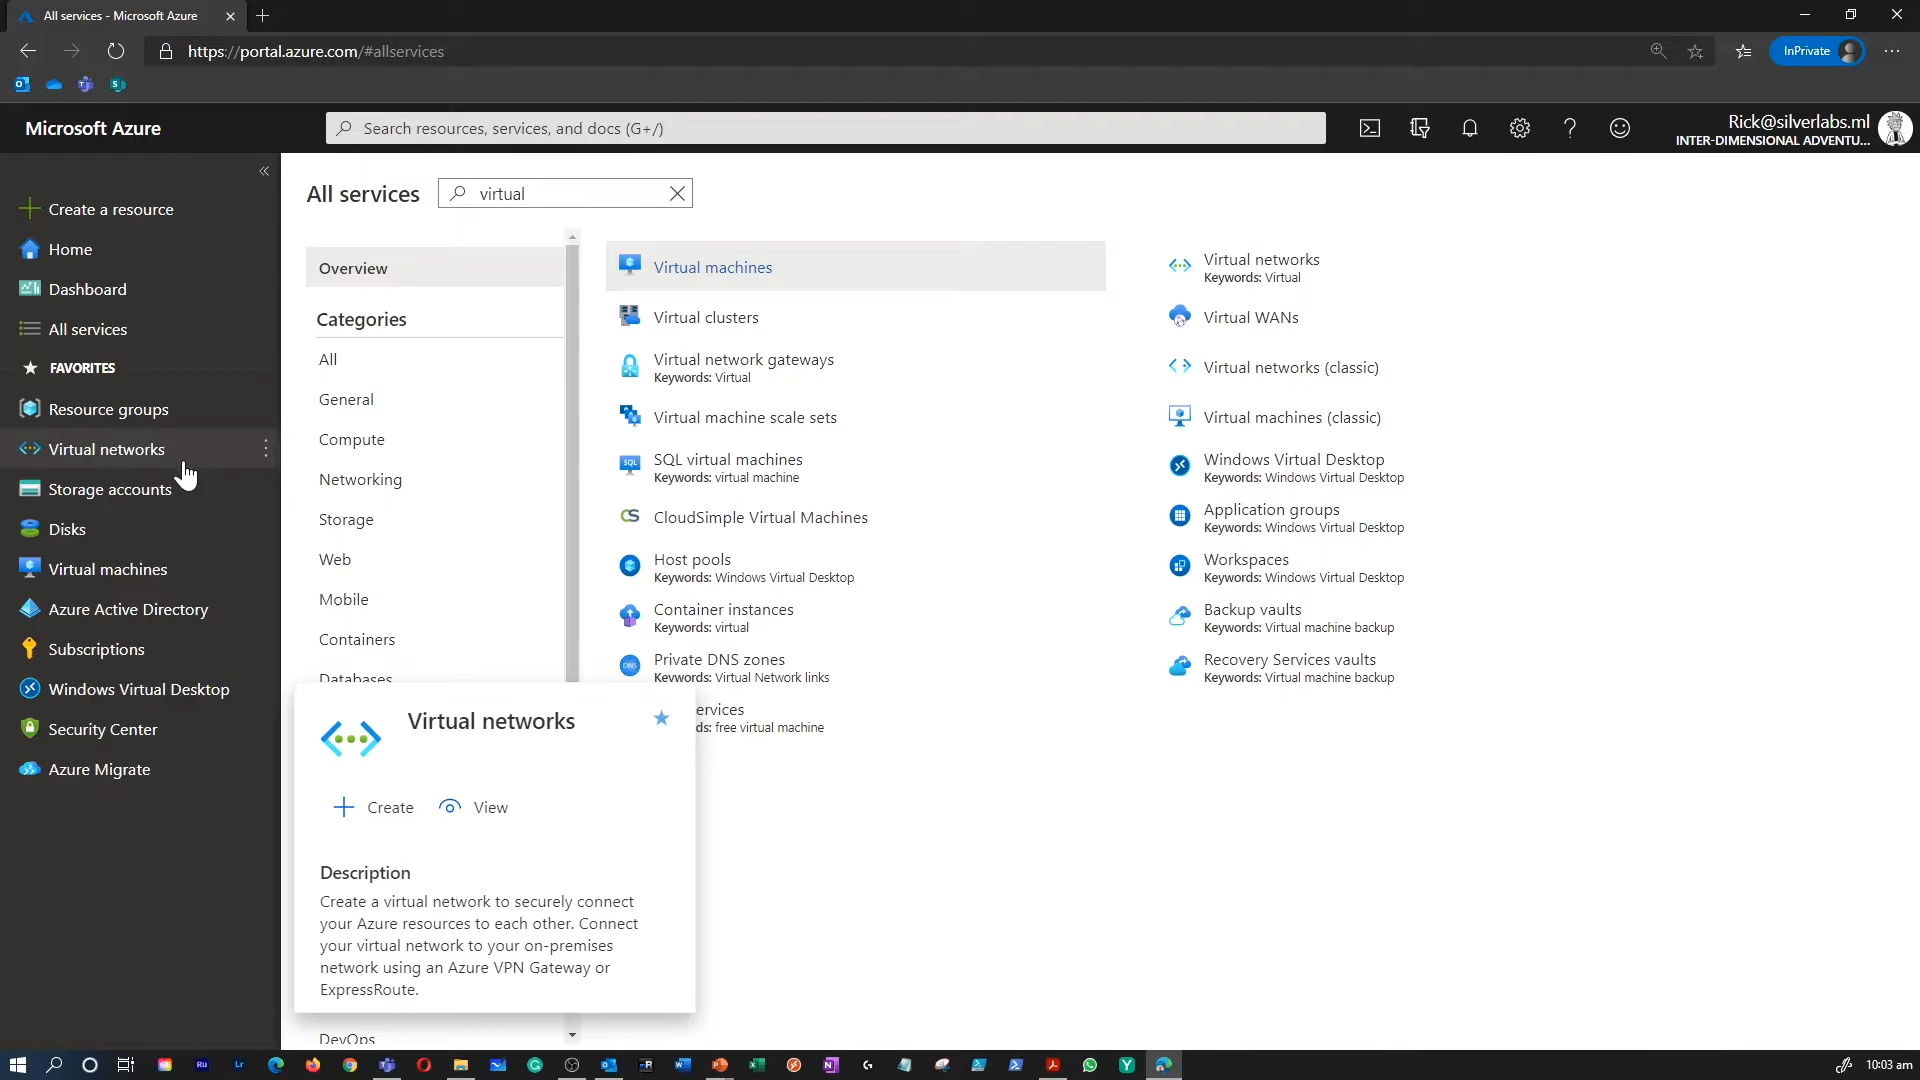 All services - Microsoft Azure
https://portal.azure.com/#allservices
InPrivate
Microsoft Azure
Search resources, services, and docs (G+/)
Rick@silverlabs.ml
INTER-DIMENSIONAL ADVENTU...
Create a resource
Home
Dashboard
All services
FAVORITES
Resource groups
Virtual networks
Storage accounts
Disks
Virtual machines
Azure Active Directory
Subscriptions
Windows Virtual Desktop
Security Center
Azure Migrate
All services
virtual
Overview
Categories
All
General
Compute
Networking
Storage
Web
Mobile
Containers
Databases
DevOps
Virtual machines
Virtual clusters
Virtual network gateways
Keywords: Virtual
Virtual machine scale sets
SQL virtual machines
Keywords: virtual machine
CloudSimple Virtual Machines
Host pools
Keywords: Windows Virtual Desktop
Container instances
Keywords: virtual
Private DNS zones
Keywords: Virtual Network links
ervices
ds: free virtual machine
Virtual networks
Keywords: Virtual
Virtual WANs
Virtual networks (classic)
Virtual machines (classic)
Windows Virtual Desktop
Keywords: Windows Virtual Desktop
Application groups
Keywords: Windows Virtual Desktop
Workspaces
Keywords: Windows Virtual Desktop
Backup vaults
Keywords: Virtual machine backup
Recovery Services vaults
Keywords: Virtual machine backup
Virtual networks
Create
View
Description
Create a virtual network to securely connect
your Azure resources to each other. Connect
your virtual network to your on-premises
network using an Azure VPN Gateway or
ExpressRoute.
10:03 am